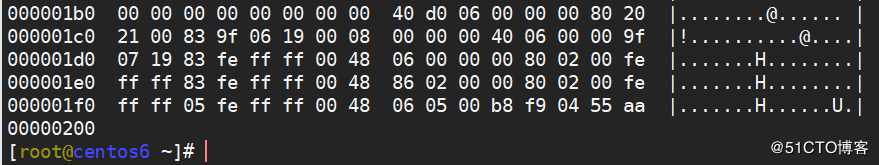 000001b0  00 00 00 00 00 00 00 00  40 d0 06 00 00 00 80 20  |........@...... |
000001c0  21 00 83 9f 06 19 00 08  00 00 00 40 06 00 00 9f  |!..........@....|
000001d0  07 19 83 fe ff ff 00 48  06 00 00 00 80 02 00 fe  |.......H........|
000001e0  ff ff 83 fe ff ff 00 48  86 02 00 00 80 02 00 fe  |.......H........|
000001f0  ff ff 05 fe ff ff 00 48  06 05 00 b8 f9 04 55 aa  |.......H......U.|
00000200
[root@centos6 ~]#
@51CTO博客